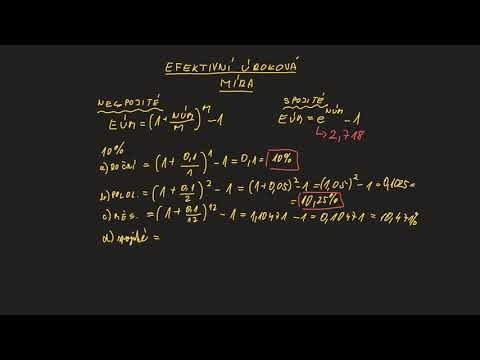 EFEKTIVNÍ ÚROKOVÁ
MÍRA
NESPOJITÉ
EÚM = (1 + NÚM/M)^M - 1
SPOJITÉ
EÚM = e^NÚM - 1
↳ 2,718
10%
a) ROČNÍ = (1 + 0,1/1)^1 - 1 = 0,1 = 10%
b) POLOL. = (1 + 0,1/2)^2 - 1 = (1 + 0,05)^2 - 1 = (1,05)^2 - 1 = 0,1025 =
= 10,25%
c) MĚS. = (1 + 0,1/12)^12 - 1 = 1,10471 - 1 = 0,10471 = 10,471%
d) spojité =